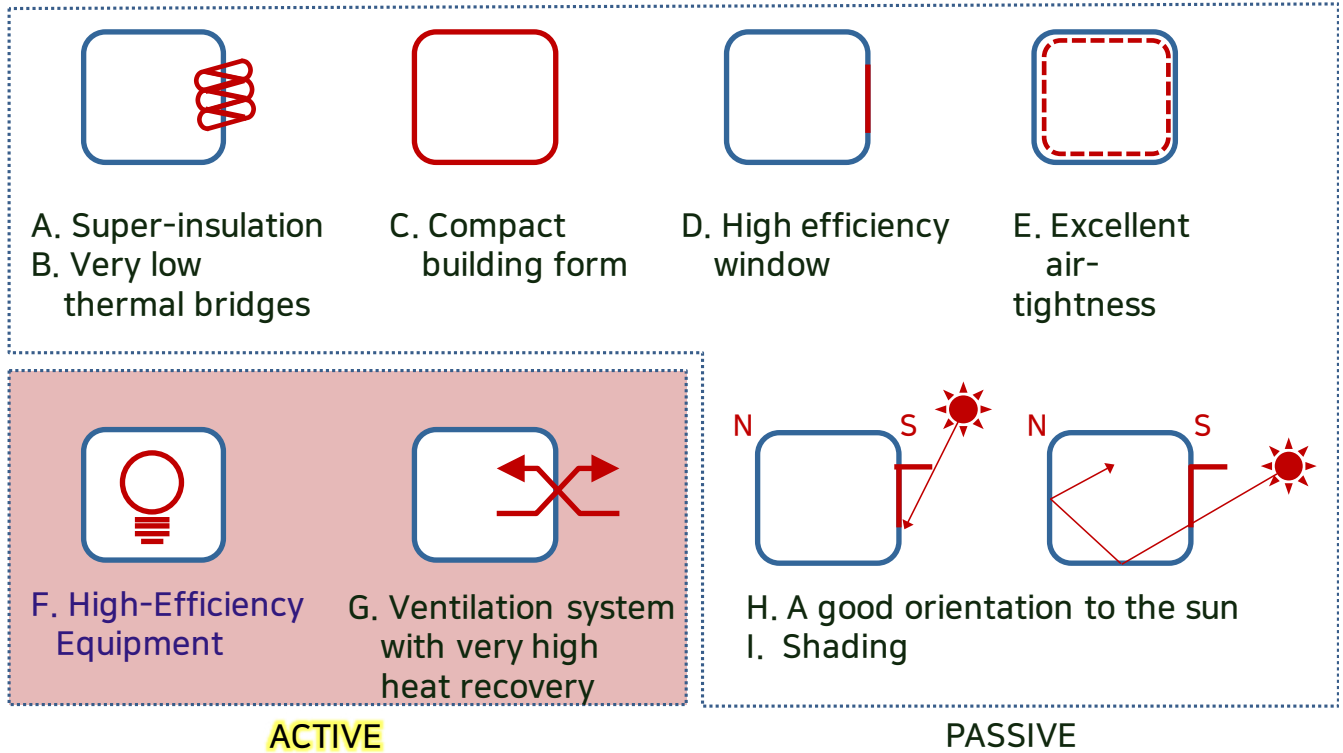 A. Super-insulation
B. Very low
thermal bridges
C. Compact
building form
D. High efficiency
window
E. Excellent
air-
tightness
F. High-Efficiency
Equipment
G. Ventilation system
with very high
heat recovery
N
S
N
S
H. A good orientation to the sun
I. Shading
ACTIVE
PASSIVE